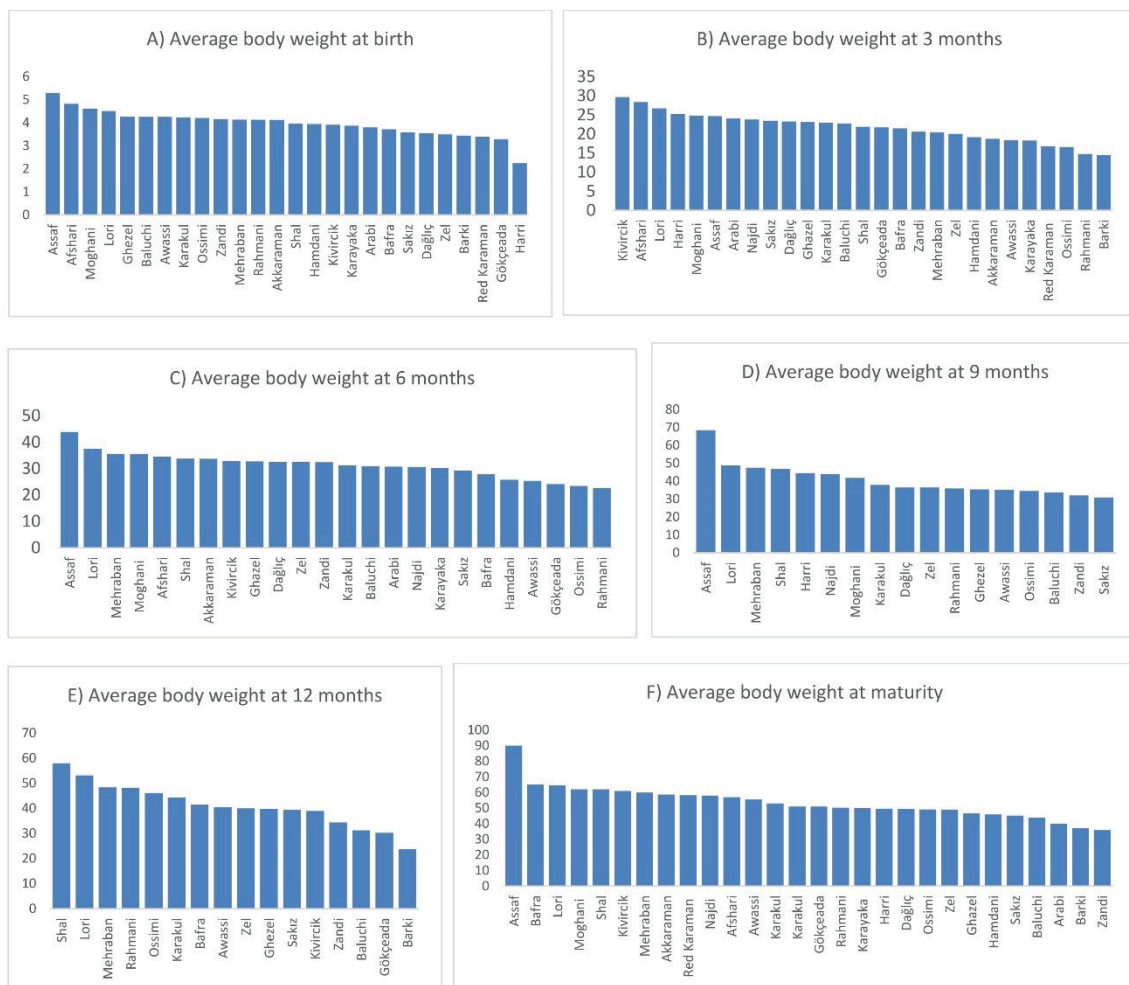 A) Average body weight at birth
6
5
4
3
2
1
0
Assaf
Afshari
Moghani
Lori
Ghezel
Baluchi
Awassi
Karakul
Ossimi
Zandi
Mehraban
Rahmani
Akkaraman
Shal
Hamdani
Kivircik
Karayaka
Arabi
Bafra
Sakız
Dağlıç
Zel
Barki
Red Karaman
Gökçeada
Harri
B) Average body weight at 3 months
35
30
25
20
15
10
5
0
Kivircik
Afshari
Lori
Harri
Moghani
Assaf
Arabi
Najdi
Sakız
Dağlıç
Ghazel
Karakul
Baluchi
Shal
Gökçeada
Bafra
Zandi
Mehraban
Zel
Hamdani
Akkaraman
Awassi
Karayaka
Red Karaman
Ossimi
Rahmani
Barki
C) Average body weight at 6 months
50
40
30
20
10
0
Assaf
Lori
Mehraban
Moghani
Afshari
Shal
Akkaraman
Kivircik
Ghazel
Dağlıç
Zel
Zandi
Karakul
Baluchi
Arabi
Najdi
Karayaka
Sakız
Bafra
Hamdani
Awassi
Gökçeada
Ossimi
Rahmani
D) Average body weight at 9 months
80
70
60
50
40
30
20
10
0
Assaf
Lori
Mehraban
Shal
Harri
Najdi
Moghani
Karakul
Dağlıç
Zel
Rahmani
Ghezel
Awassi
Ossimi
Baluchi
Zandi
Sakız
E) Average body weight at 12 months
70
60
50
40
30
20
10
0
Shal
Lori
Mehraban
Rahmani
Ossimi
Karakul
Bafra
Awassi
Zel
Ghezel
Sakız
Kivircik
Zandi
Baluchi
Gökçeada
Barki
F) Average body weight at maturity
100
90
80
70
60
50
40
30
20
10
0
Assaf
Bafra
Lori
Moghani
Shal
Kivircik
Mehraban
Akkaraman
Red Karaman
Najdi
Afshari
Awassi
Karakul
Karakul
Gökçeada
Rahmani
Karayaka
Harri
Dağlıç
Ossimi
Zel
Ghazel
Hamdani
Sakız
Baluchi
Arabi
Barki
Zandi